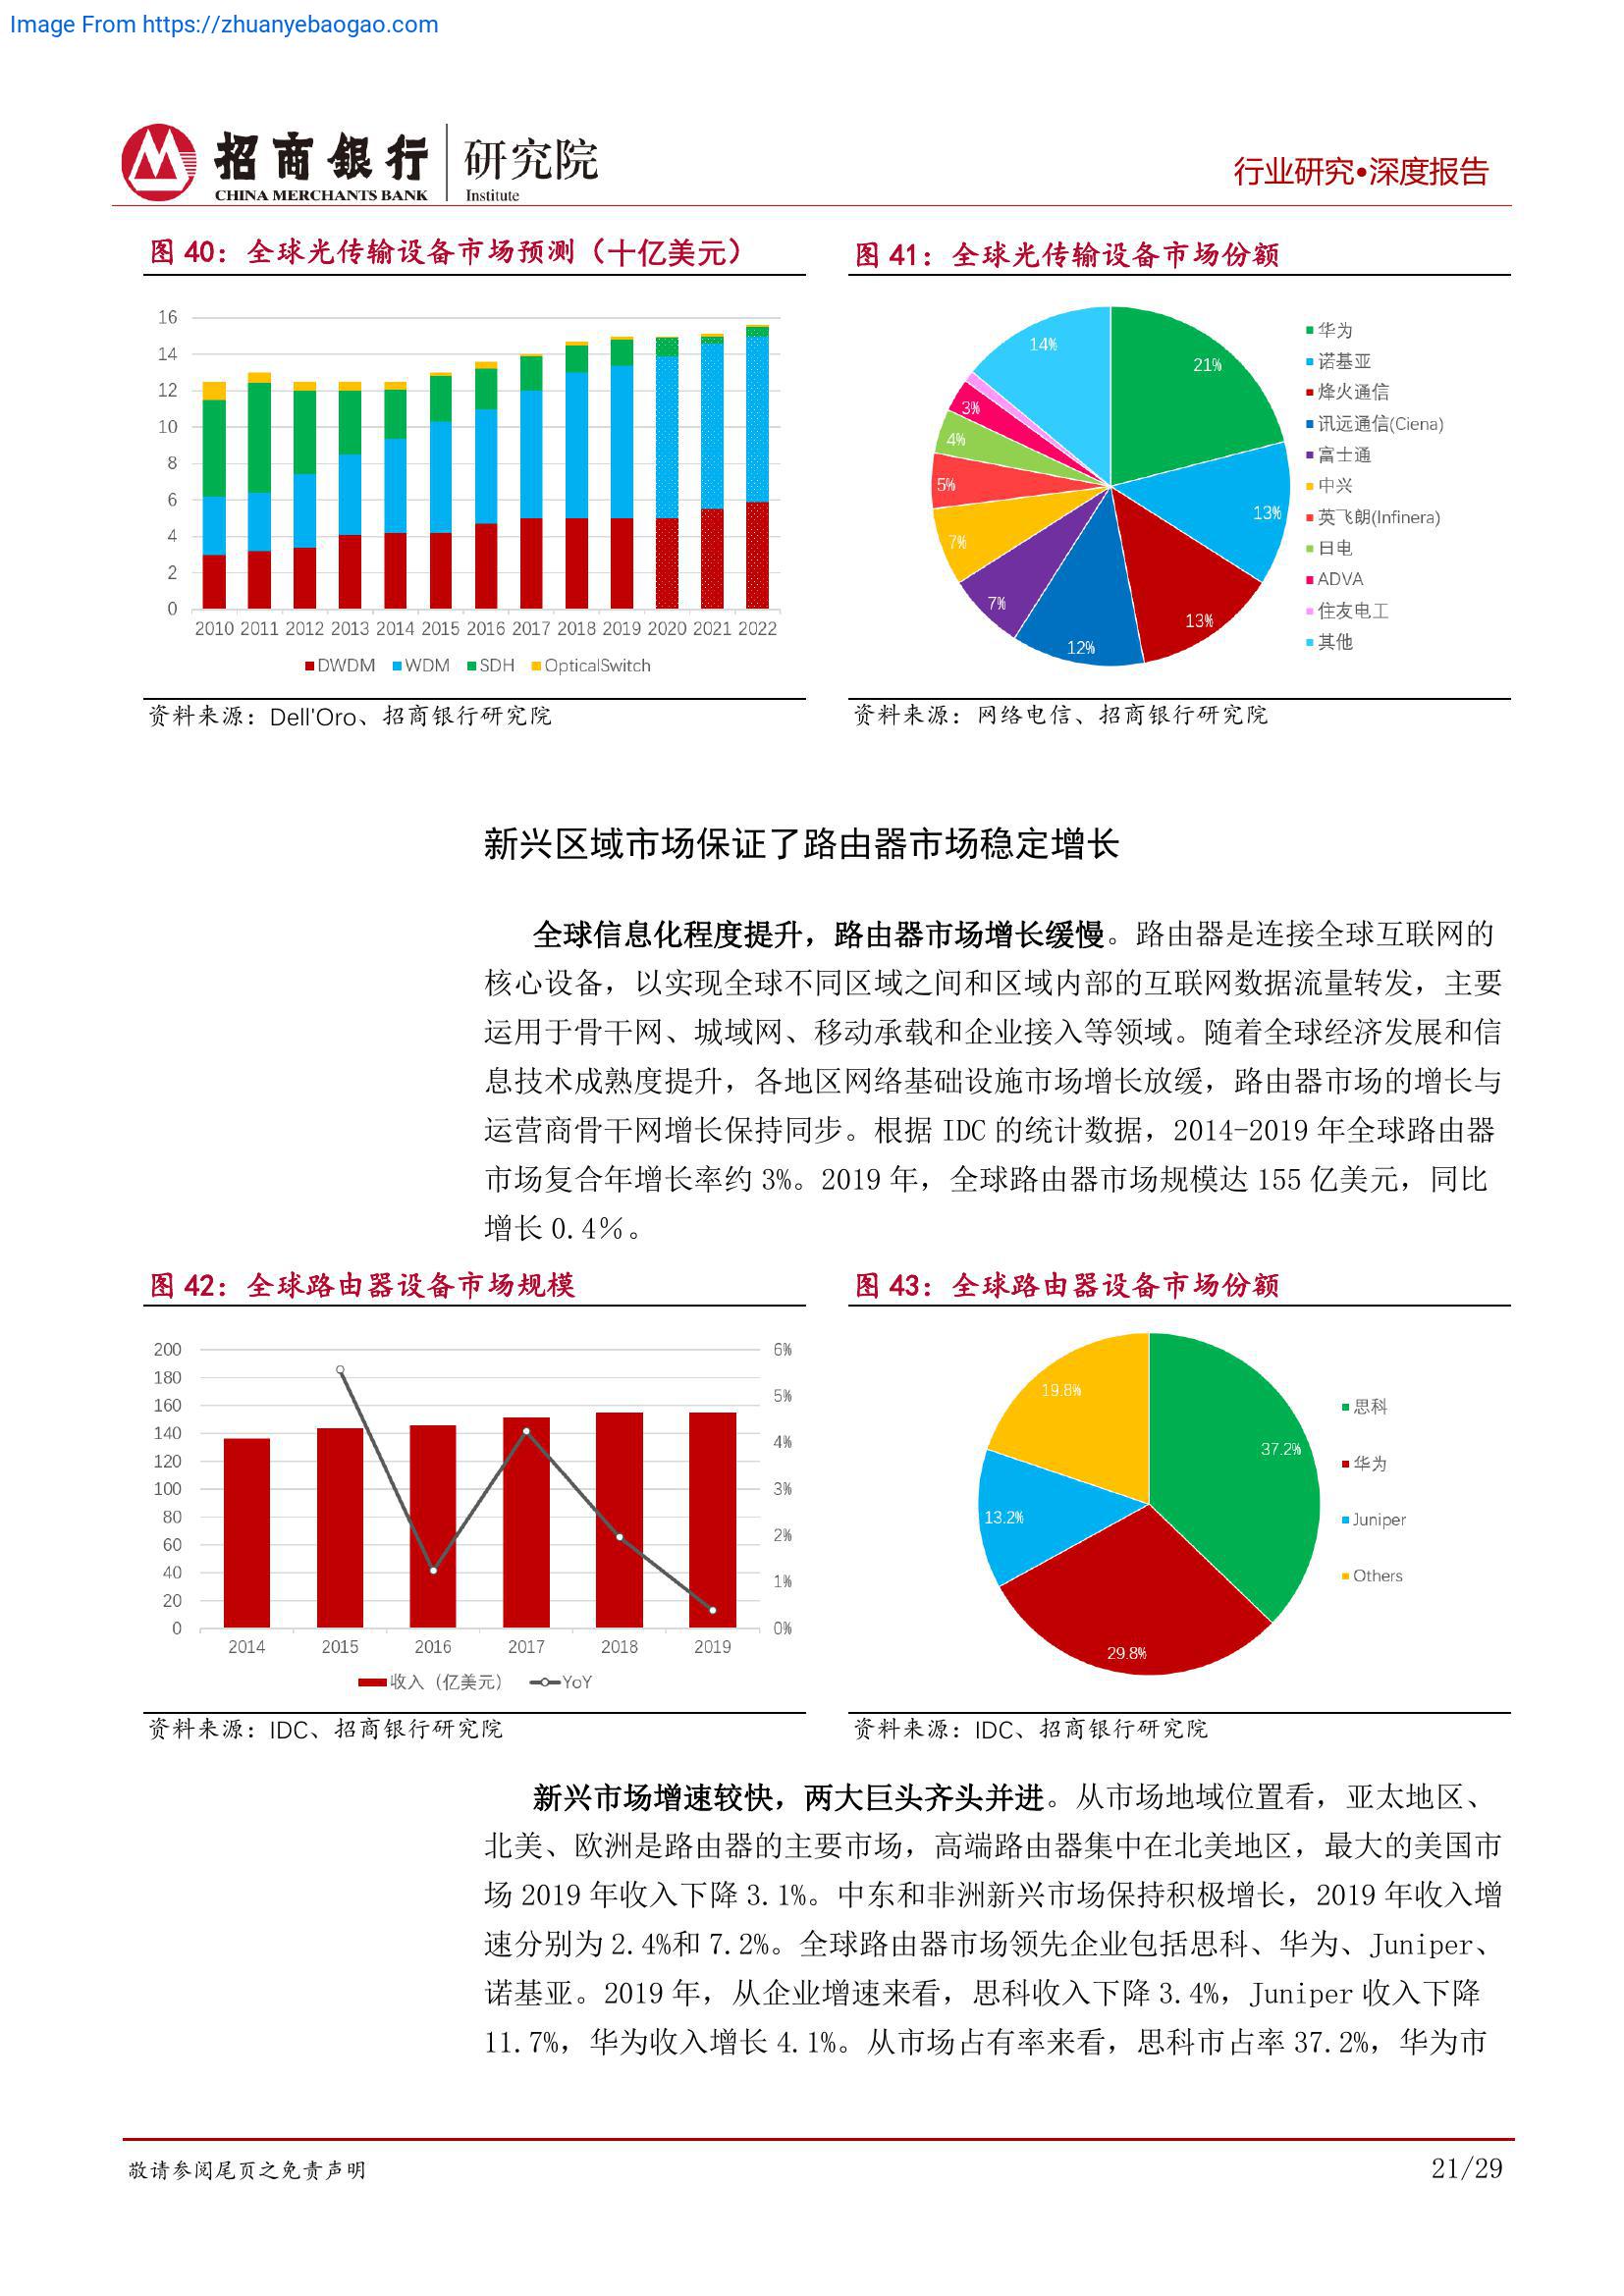 Image From https://zhuanyebaogao.com
招商银行 研究院
CHINA MERCHANTS BANK Institute
行业研究•深度报告
图 40：全球光传输设备市场预测（十亿美元）
16
14
12
10
8
6
4
2
0
2010 2011 2012 2013 2014 2015 2016 2017 2018 2019 2020 2021 2022
DWDM WDM SDH OpticalSwitch
资料来源：Dell'Oro、招商银行研究院
图 41：全球光传输设备市场份额
14%
21%
3%
4%
5%
13%
7%
7%
13%
12%
华为
诺基亚
烽火通信
讯远通信(Ciena)
富士通
中兴
英飞朗(Infinera)
日电
ADVA
住友电工
其他
资料来源：网络电信、招商银行研究院
新兴区域市场保证了路由器市场稳定增长
全球信息化程度提升，路由器市场增长缓慢。路由器是连接全球互联网的
核心设备，以实现全球不同区域之间和区域内部的互联网数据流量转发，主要
运用于骨干网、城域网、移动承载和企业接入等领域。随着全球经济发展和信
息技术成熟度提升，各地区网络基础设施市场增长放缓，路由器市场的增长与
运营商骨干网增长保持同步。根据 IDC 的统计数据，2014-2019 年全球路由器
市场复合年增长率约 3%。2019 年，全球路由器市场规模达 155 亿美元，同比
增长 0.4%。
图 42：全球路由器设备市场规模
200
180
160
140
120
100
80
60
40
20
0
6%
5%
4%
3%
2%
1%
0%
2014 2015 2016 2017 2018 2019
收入（亿美元） YoY
资料来源：IDC、招商银行研究院
图 43：全球路由器设备市场份额
19.8%
37.2%
13.2%
29.8%
思科
华为
Juniper
Others
资料来源：IDC、招商银行研究院
新兴市场增速较快，两大巨头齐头并进。从市场地域位置看，亚太地区、
北美、欧洲是路由器的主要市场，高端路由器集中在北美地区，最大的美国市
场 2019 年收入下降 3.1%。中东和非洲新兴市场保持积极增长，2019 年收入增
速分别为 2.4%和 7.2%。全球路由器市场领先企业包括思科、华为、Juniper、
诺基亚。2019 年，从企业增速来看，思科收入下降 3.4%，Juniper 收入下降
11.7%，华为收入增长 4.1%。从市场占有率来看，思科市占率 37.2%，华为市
敬请参阅尾页之免责声明
21/29